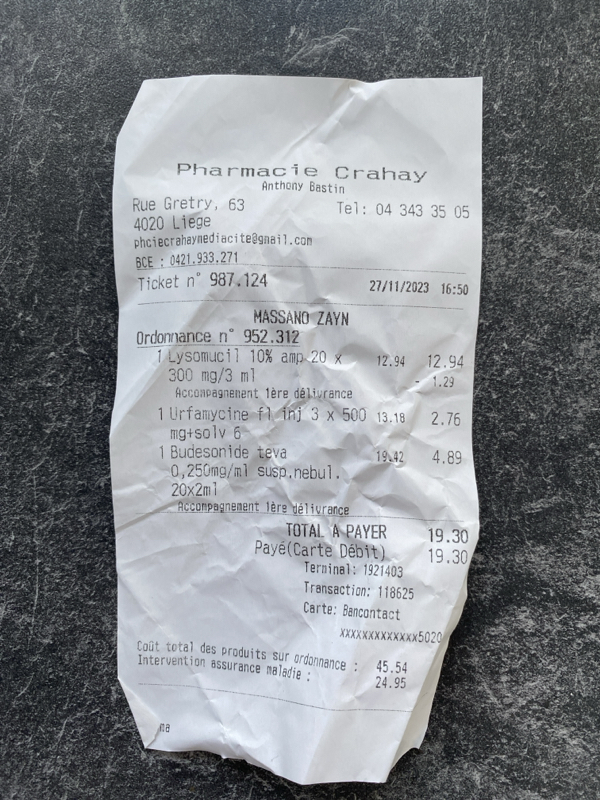 Pharmacie Crahay
Anthony Bastin
Rue Gretry, 63 Tel: 04 343 35 05
4020 Liege
phciecrahaymediacite@gmail.com
BCE : 0421.933.271
Ticket n° 987.124 27/11/2023 16:50
MASSANO ZAYN
Ordonnance n° 952.312
1 Lysomucil 10% amp 20 x 12.94 12.94
300 mg/3 ml - 1.29
Accompagnement 1ère délivrance
1 Urfamycine fl inj 3 x 500 13.18 2.76
mg+solv 6
1 Budesonide teva 19.42 4.89
0,250mg/ml susp.nebul.
20x2ml
Accompagnement 1ère délivrance
TOTAL A PAYER 19.30
Payé(Carte Débit) 19.30
Terminal: 1921403
Transaction: 118625
Carte: Bancontact
XXXXXXXXXXXXX5020
Coût total des produits sur ordonnance : 45.54
Intervention assurance maladie : 24.95
ma